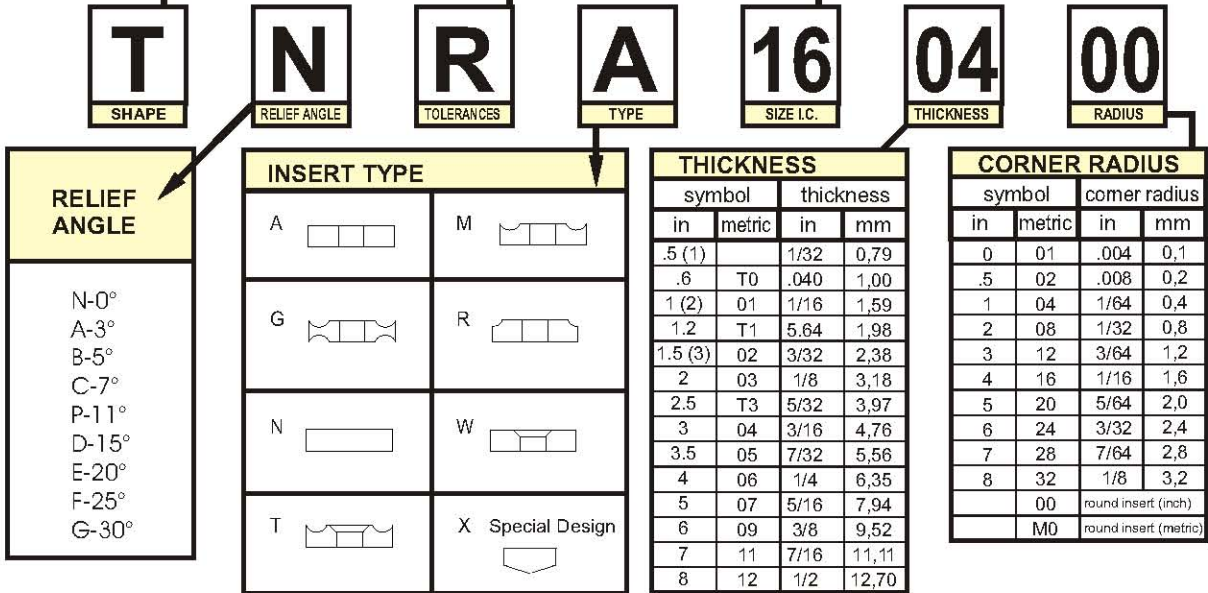 T N R A 16 04 00
SHAPE RELIEF ANGLE TOLERANCES TYPE SIZE I.C. THICKNESS RADIUS
RELIEF
ANGLE
N-0°
A-3°
B-5°
C-7°
P-11°
D-15°
E-20°
F-25°
G-30°
INSERT TYPE
A M
G R
N W
T X Special Design
THICKNESS
symbol thickness
in metric in mm
.5 (1) 1/32 0,79
.6 T0 .040 1,00
1 (2) 01 1/16 1,59
1.2 T1 5.64 1,98
1.5 (3) 02 3/32 2,38
2 03 1/8 3,18
2.5 T3 5/32 3,97
3 04 3/16 4,76
3.5 05 7/32 5,56
4 06 1/4 6,35
5 07 5/16 7,94
6 09 3/8 9,52
7 11 7/16 11,11
8 12 1/2 12,70
CORNER RADIUS
symbol corner radius
in metric in mm
0 01 .004 0,1
.5 02 .008 0,2
1 04 1/64 0,4
2 08 1/32 0,8
3 12 3/64 1,2
4 16 1/16 1,6
5 20 5/64 2,0
6 24 3/32 2,4
7 28 7/64 2,8
8 32 1/8 3,2
00 round insert (inch)
M0 round insert (metric)